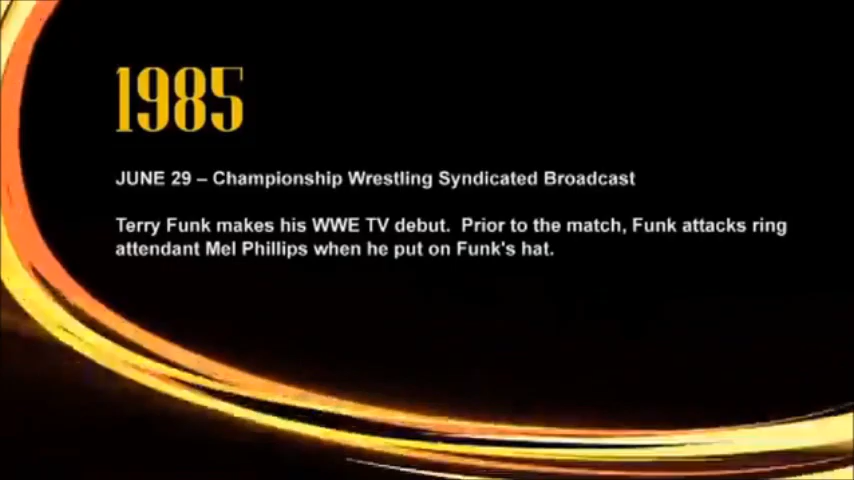 1985
JUNE 29 – Championship Wrestling Syndicated Broadcast
Terry Funk makes his WWE TV debut.  Prior to the match, Funk attacks ring
attendant Mel Phillips when he put on Funk's hat.